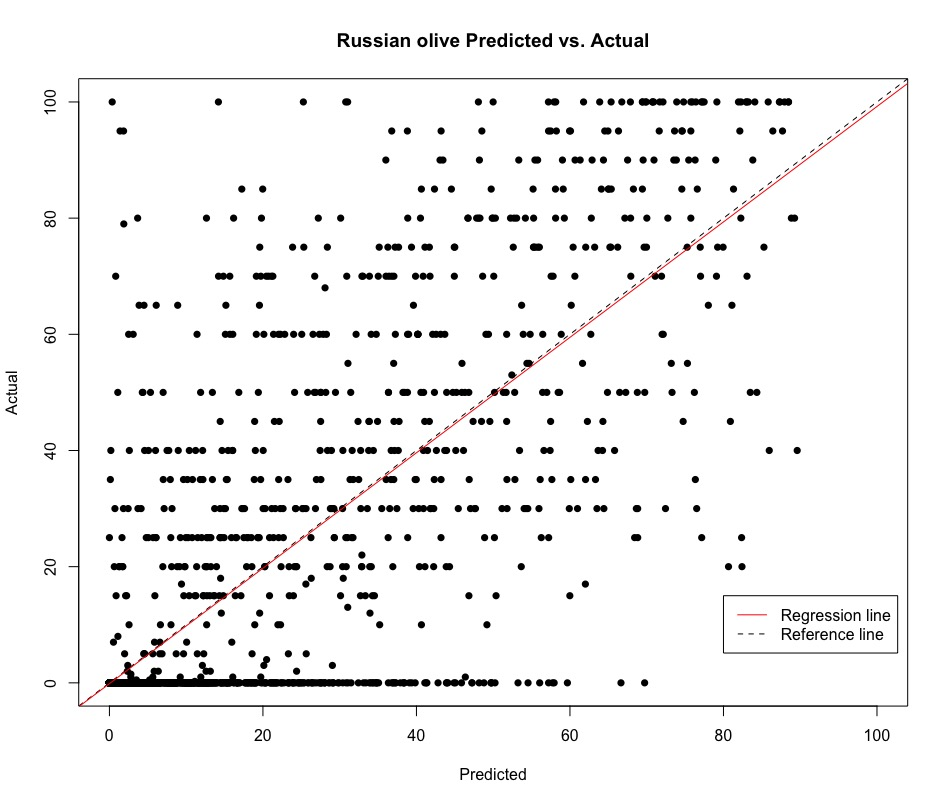 Russian olive Predicted vs. Actual
100
80
60
40
20
0
Actual
Regression line
Reference line
0 20 40 60 80 100
Predicted